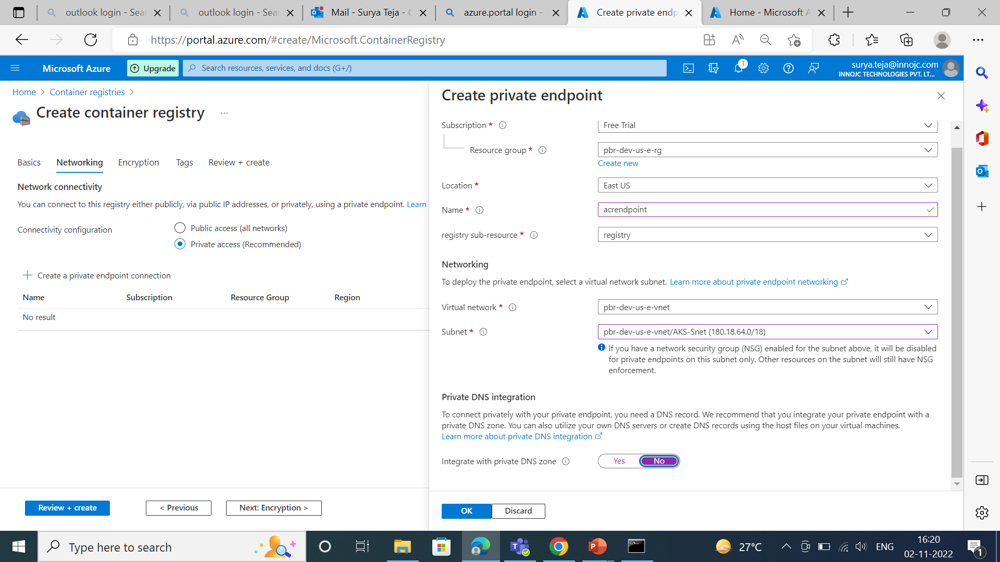 outlook login - Sea
outlook login - Sea
Mail - Surya Teja - O
azure.portal login -
Create private endp
Home - Microsoft A
https://portal.azure.com/#create/Microsoft.ContainerRegistry
Microsoft Azure
Upgrade
Search resources, services, and docs (G+/)
1
surya.teja@innojc.com
INNOJC TECHNOLOGIES PVT. LT...
Home > Container registries >
Create container registry ...
Basics Networking Encryption Tags Review + create
Network connectivity
You can connect to this registry either publicly, via public IP addresses, or privately, using a private endpoint. Learn
Connectivity configuration
Public access (all networks)
Private access (Recommended)
+ Create a private endpoint connection
Name Subscription Resource Group Region
No result
Review + create
< Previous
Next: Encryption >
Create private endpoint
Subscription *
Free Trial
Resource group *
pbr-dev-us-e-rg
Create new
Location *
East US
Name *
acrendpoint
registry sub-resource *
registry
Networking
To deploy the private endpoint, select a virtual network subnet. Learn more about private endpoint networking
Virtual network *
pbr-dev-us-e-vnet
Subnet *
pbr-dev-us-e-vnet/AKS-Snet (180.18.64.0/18)
If you have a network security group (NSG) enabled for the subnet above, it will be disabled
for private endpoints on this subnet only. Other resources on the subnet will still have NSG
enforcement.
Private DNS integration
To connect privately with your private endpoint, you need a DNS record. We recommend that you integrate your private endpoint with a
private DNS zone. You can also utilize your own DNS servers or create DNS records using the host files on your virtual machines.
Learn more about private DNS integration
Integrate with private DNS zone
Yes No
OK
Discard
Type here to search
27°C
ENG
16:20
02-11-2022
1